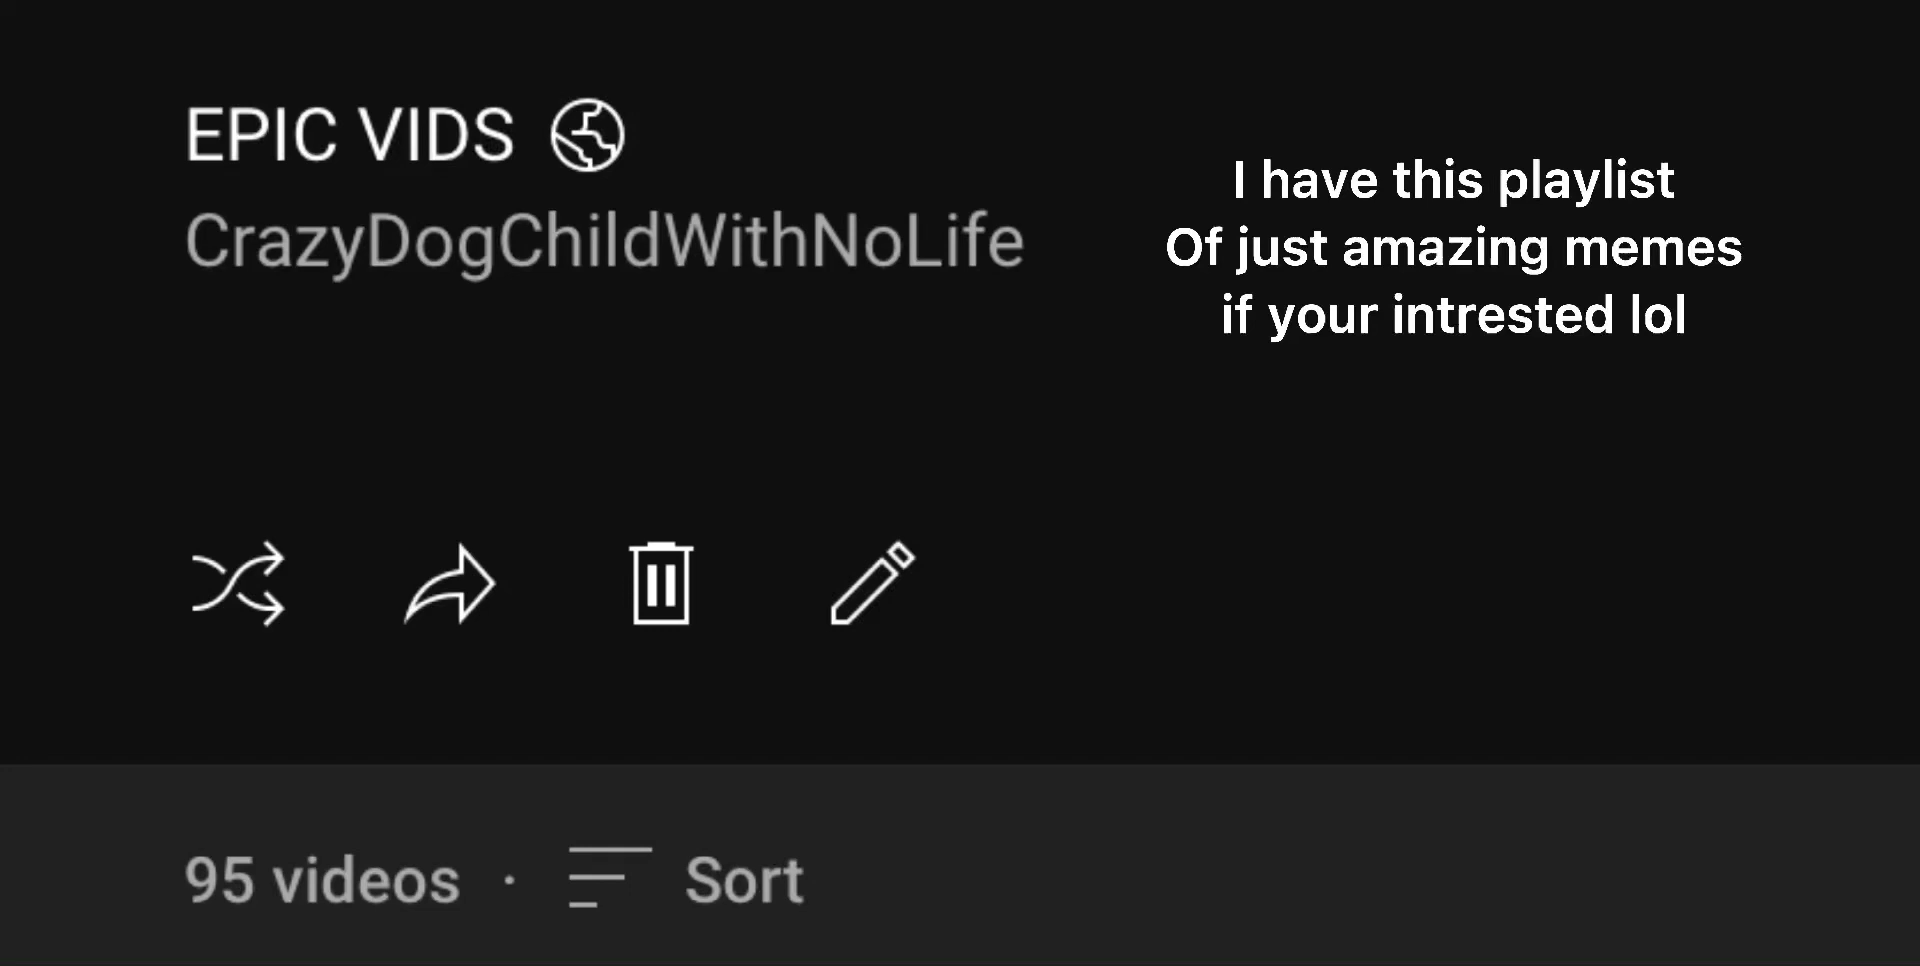 EPIC VIDS
CrazyDogChildWithNoLife
I have this playlist
Of just amazing memes
if your intrested lol
95 videos · Sort